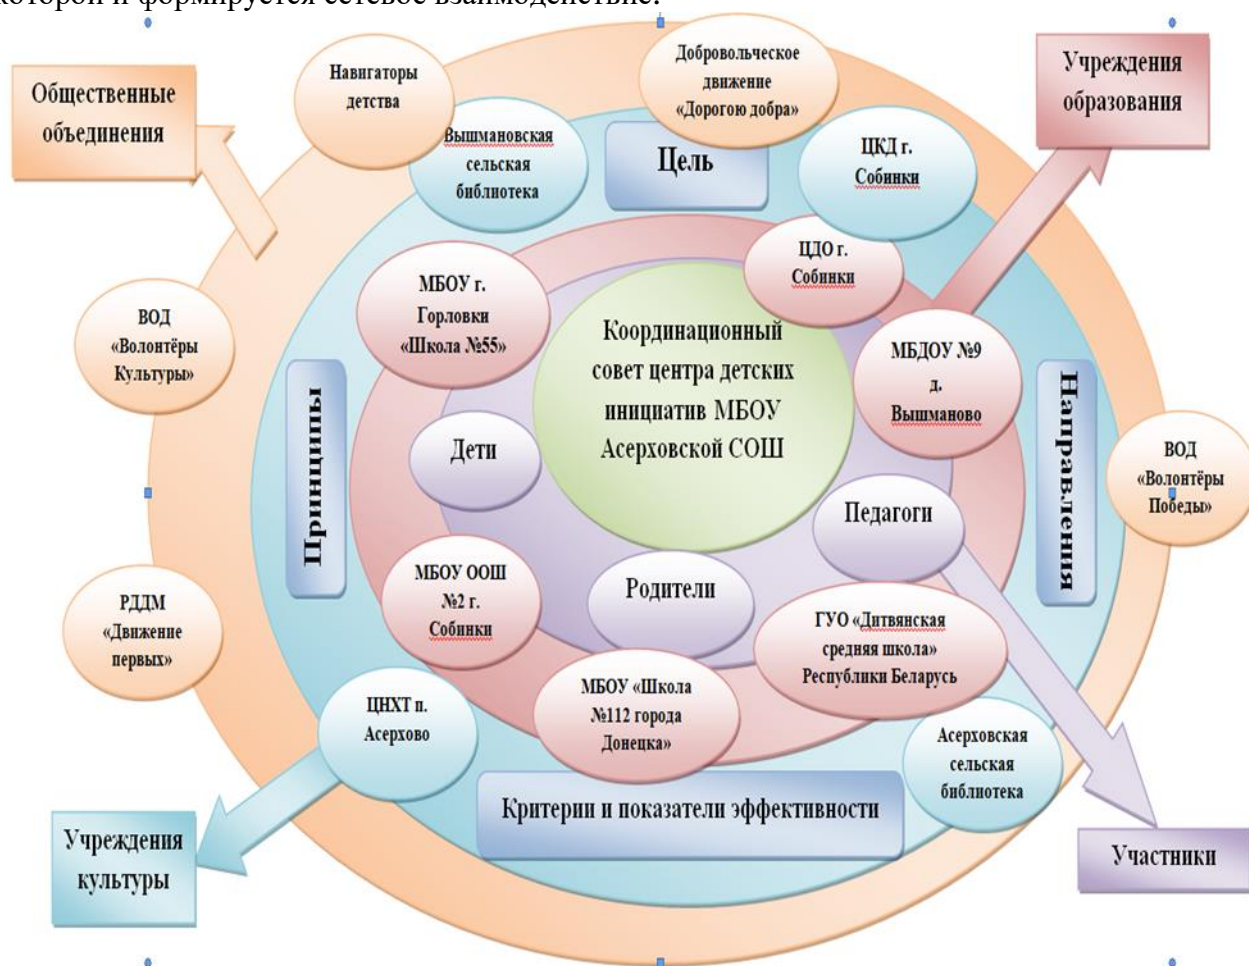 которой и формируется сетевое взаимодействие.
Общественные
объединения
Навигаторы
детства
Добровольческое
движение
«Дорогою добра»
Учреждения
образования
Вышмановская
сельская
библиотека
Цель
ЦКД г.
Собинки
ЦДО г.
Собинки
МБОУ г.
Горловки
«Школа №55»
Координационный
совет центра детских
инициатив МБОУ
Асерховской СОШ
МБДОУ №9
д.
Вышманово
ВОД
«Волонтёры
Культуры»
Принципы
Направления
Дети
Педагоги
ВОД
«Волонтёры
Победы»
РДДМ
«Движение
первых»
МБОУ ООШ
№2 г.
Собинки
Родители
ГУО «Дитвянская
средняя школа»
Республики Беларусь
ЦНХТ п.
Асерхово
МБОУ «Школа
№112 города
Донецка»
Асерховская
сельская
библиотека
Критерии и показатели эффективности
Учреждения
культуры
Участники